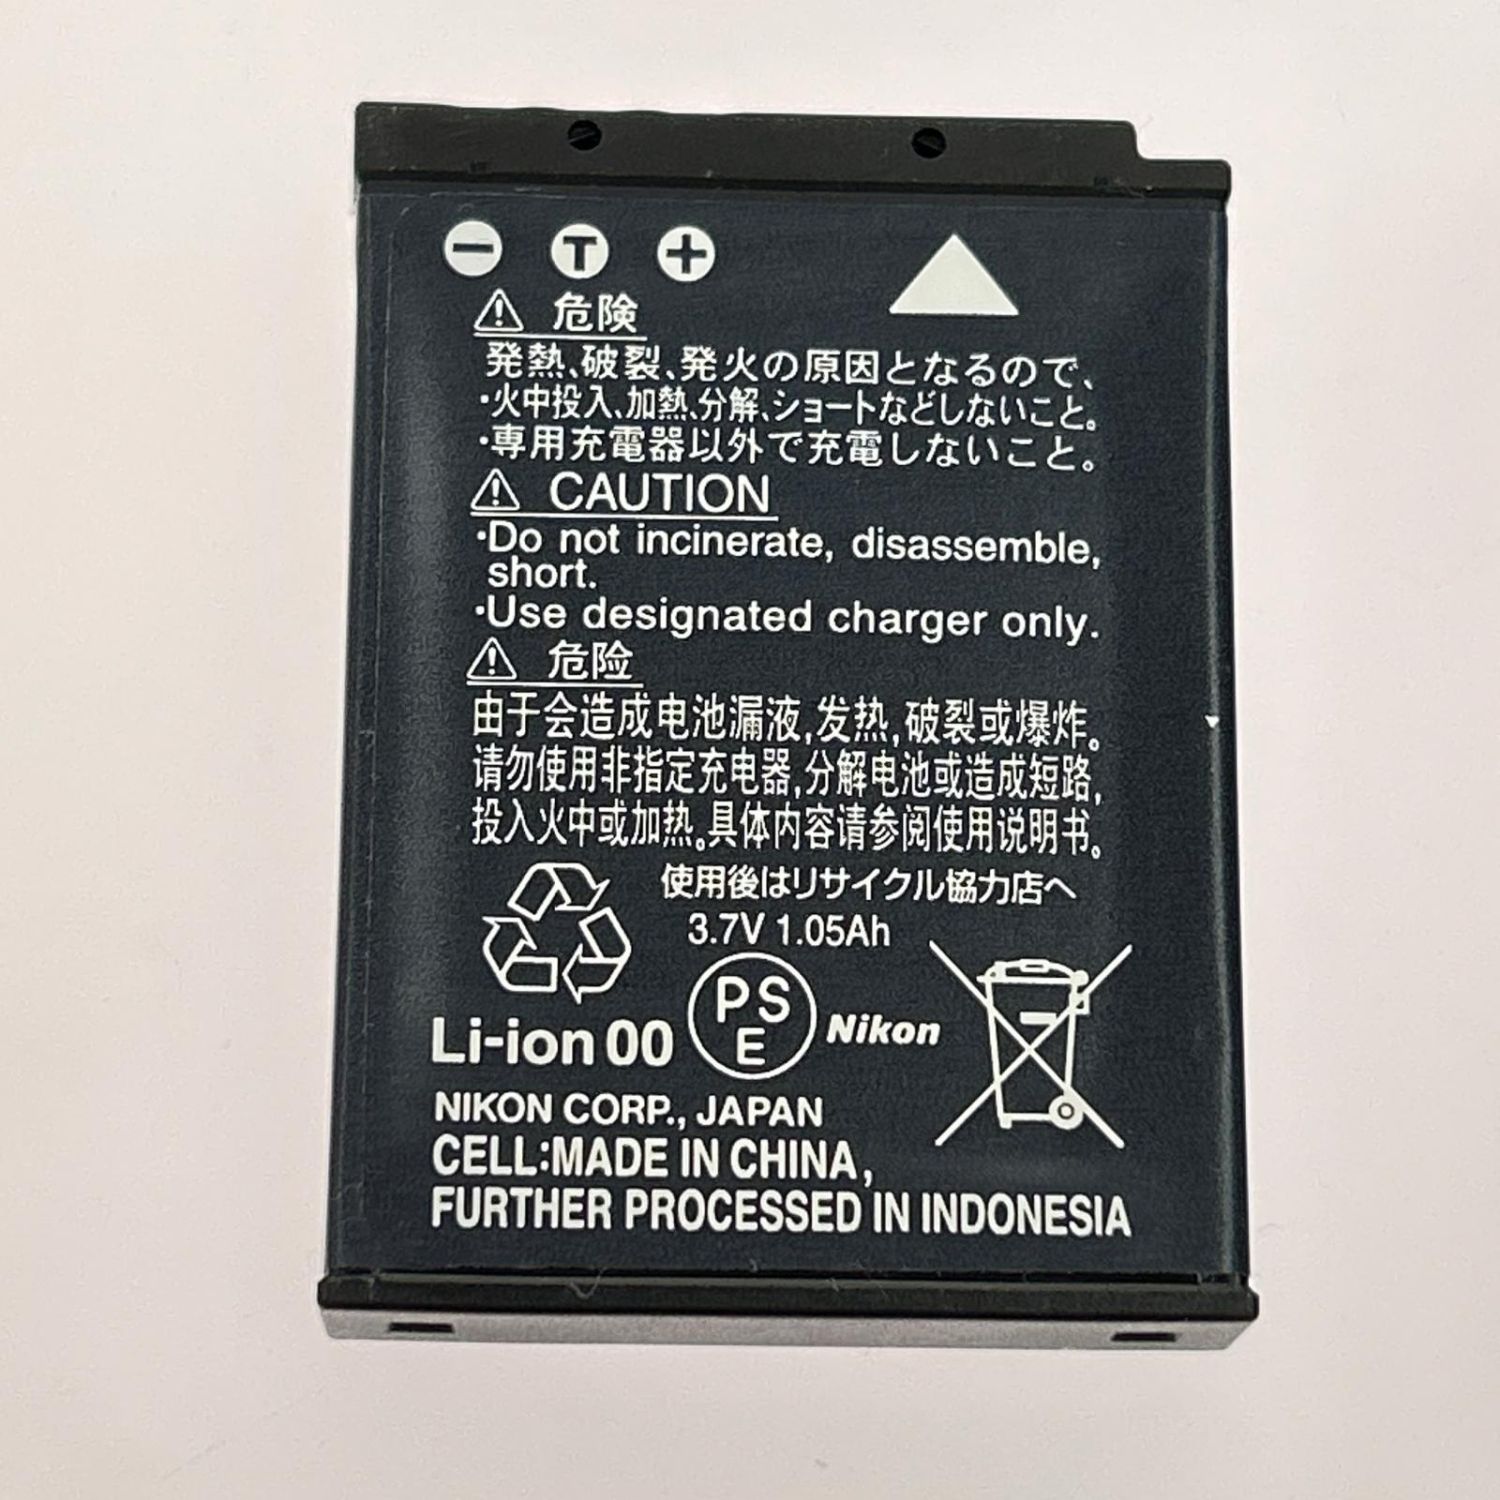 − T +
危険
発熱、破裂、発火の原因となるので、
・火中投入、加熱、分解、ショートなどしないこと。
・専用充電器以外で充電しないこと。
CAUTION
・Do not incinerate, disassemble,
short.
・Use designated charger only.
危险
由于会造成电池漏液,发热,破裂或爆炸。
请勿使用非指定充电器,分解电池或造成短路,
投入火中或加热。具体内容请参阅使用说明书。
使用後はリサイクル協力店へ
3.7V 1.05Ah
PS
E
Nikon
Li-ion 00
NIKON CORP., JAPAN
CELL:MADE IN CHINA,
FURTHER PROCESSED IN INDONESIA